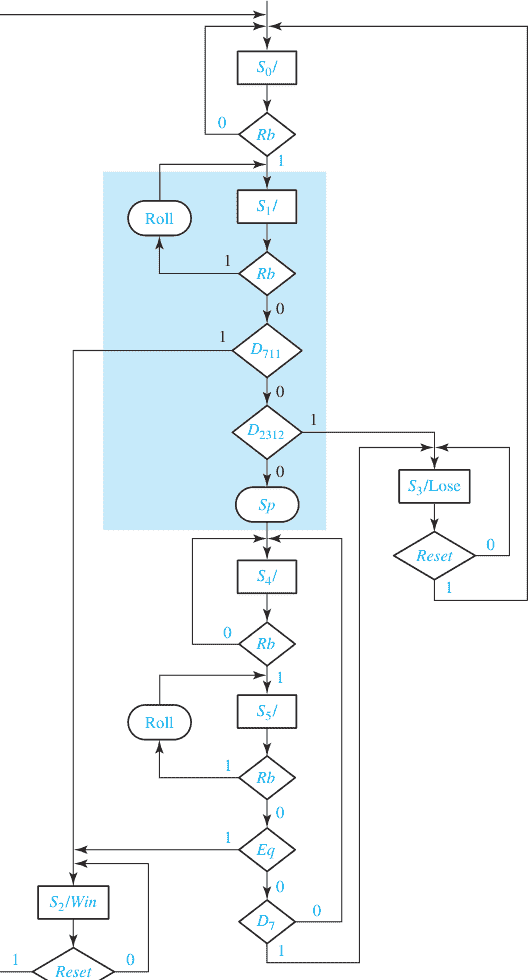 S₀/
0
Rb
1
Roll
S₁/
1
Rb
0
1
D₇₁₁
0
D₂₃₁₂
1
0
Sp
S₃/Lose
Reset
0
1
S₄/
0
Rb
1
Roll
S₅/
1
Rb
0
1
Eq
0
D₇
0
1
S₂/Win
1
Reset
0